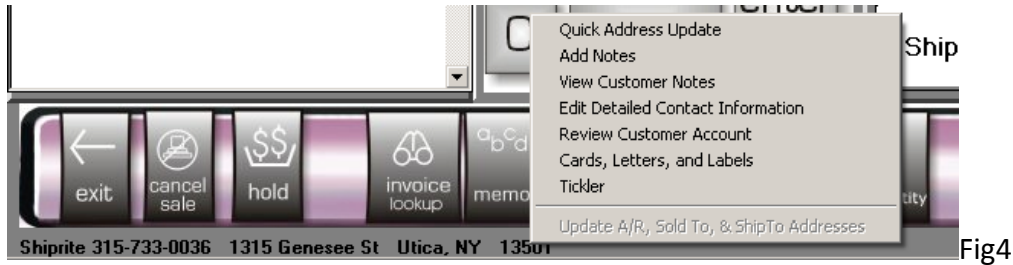 Quick Address Update
Add Notes
View Customer Notes
Edit Detailed Contact Information
Review Customer Account
Cards, Letters, and Labels
Tickler
Update A/R, Sold To, & ShipTo Addresses
Ship
exit
cancel
sale
hold
$$
invoice
lookup
abcd
memo
tity
Shiprite 315-733-0036 1315 Genesee St Utica, NY 13501
Fig4